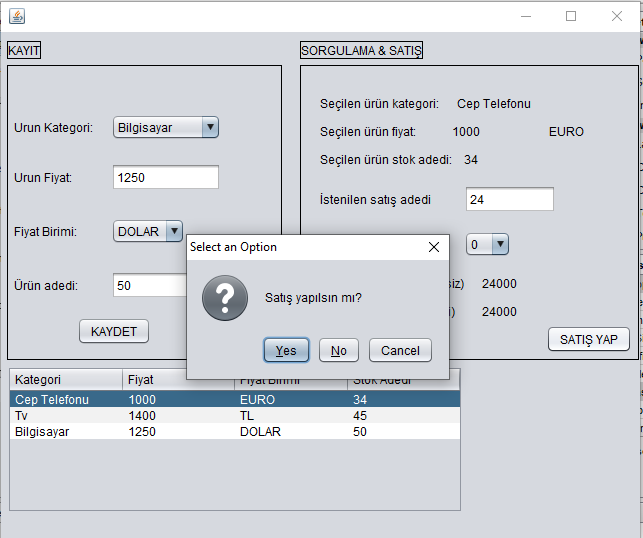 KAYIT
SORGULAMA & SATIŞ
Urun Kategori: Bilgisayar
Urun Fiyat: 1250
Fiyat Birimi: DOLAR
Ürün adedi: 50
KAYDET
Seçilen ürün kategori: Cep Telefonu
Seçilen ürün fiyat: 1000 EURO
Seçilen ürün stok adedi: 34
İstenilen satış adedi 24
0
siz) 24000
i) 24000
SATIŞ YAP
Select an Option
Satış yapılsın mı?
Yes No Cancel
Kategori Fiyat Fiyat Birimi Stok Adedi
Cep Telefonu 1000 EURO 34
Tv 1400 TL 45
Bilgisayar 1250 DOLAR 50